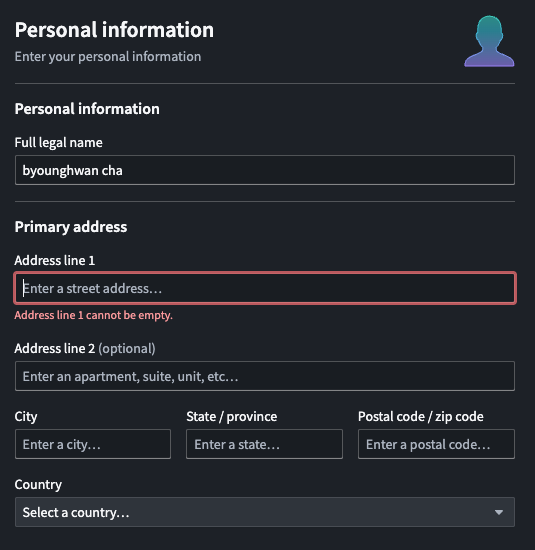 Personal information
Enter your personal information
Personal information
Full legal name
byounghwan cha
Primary address
Address line 1
Enter a street address...
Address line 1 cannot be empty.
Address line 2 (optional)
Enter an apartment, suite, unit, etc...
City State / province Postal code / zip code
Enter a city... Enter a state... Enter a postal code...
Country
Select a country...